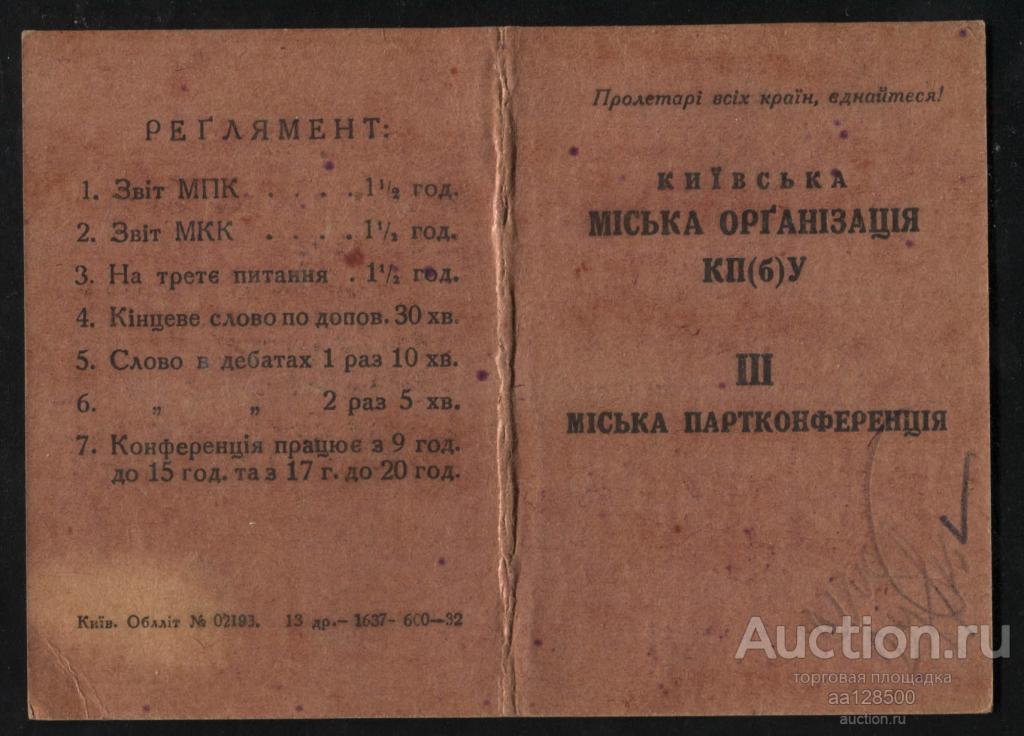 РЕҐЛЯМЕНТ:
1. Звіт МПК . . . . . 1½ год.
2. Звіт МКК . . . . 1½ год.
3. На третє питання . 1½ год.
4. Кінцеве слово по допов. 30 хв.
5. Слово в дебатах 1 раз 10 хв.
6. „ „ 2 раз 5 хв.
7. Конференція працює з 9 год.
до 15 год. та з 17 г. до 20 год.
Київ. Обліт № 02193. 13 др.– 1637– 600–32
Пролетарі всіх країн, єднайтеся!
КИЇВСЬКА
МІСЬКА ОРҐАНІЗАЦІЯ
КП(б)У
III
МІСЬКА ПАРТКОНФЕРЕНЦІЯ
Auction.ru
торговая площадка
aa128500
auction.ru